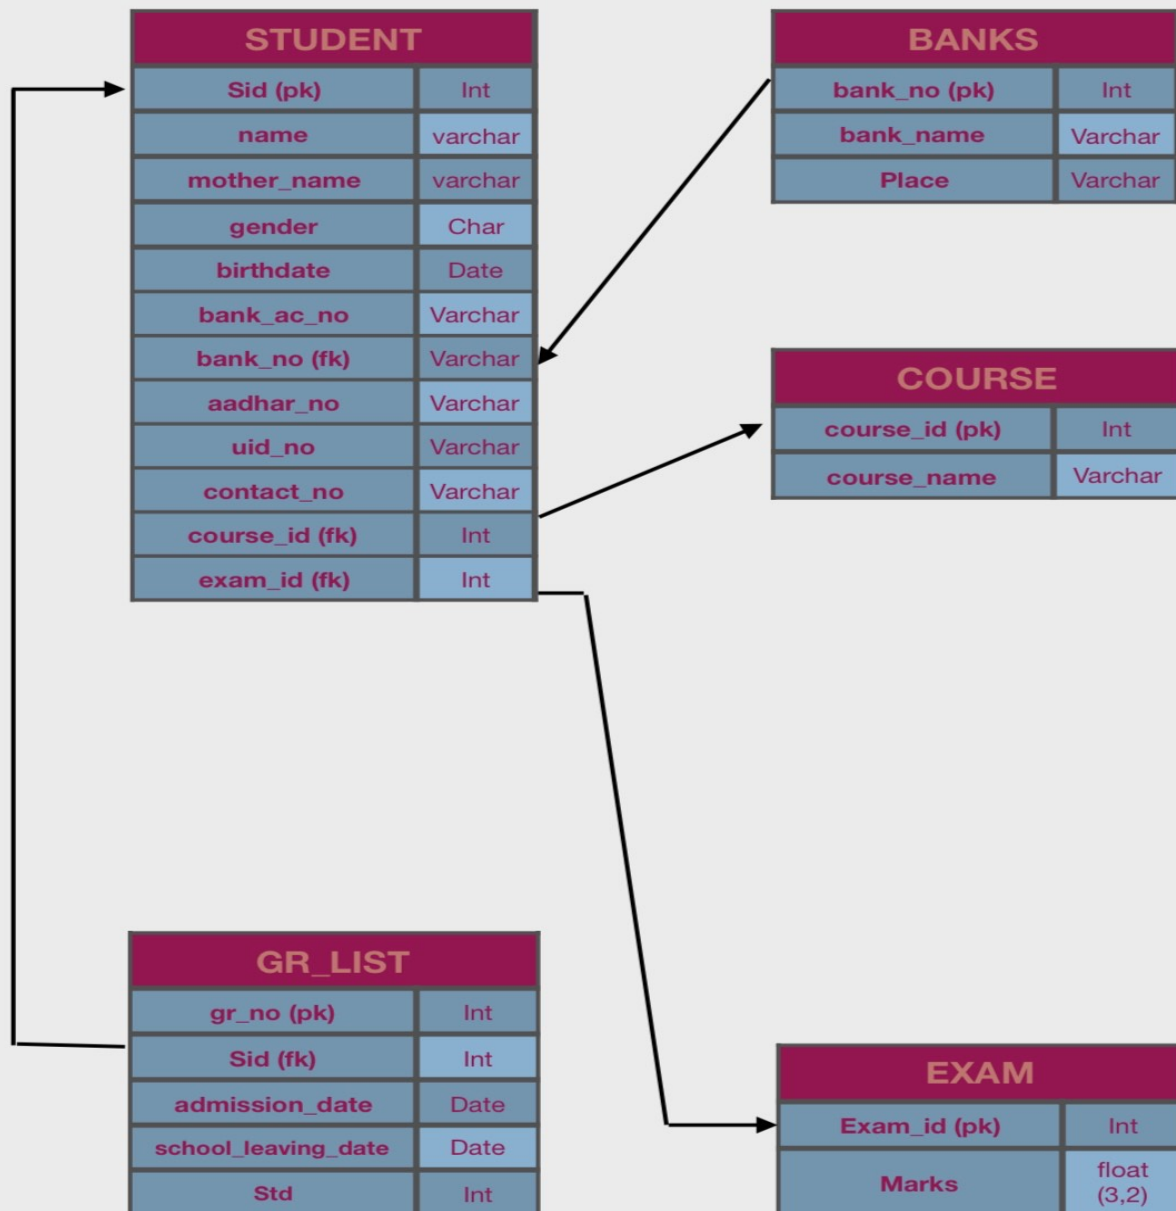 STUDENT
Sid (pk) Int
name varchar
mother_name varchar
gender Char
birthdate Date
bank_ac_no Varchar
bank_no (fk) Varchar
aadhar_no Varchar
uid_no Varchar
contact_no Varchar
course_id (fk) Int
exam_id (fk) Int
BANKS
bank_no (pk) Int
bank_name Varchar
Place Varchar
COURSE
course_id (pk) Int
course_name Varchar
GR_LIST
gr_no (pk) Int
Sid (fk) Int
admission_date Date
school_leaving_date Date
Std Int
EXAM
Exam_id (pk) Int
Marks float
(3,2)